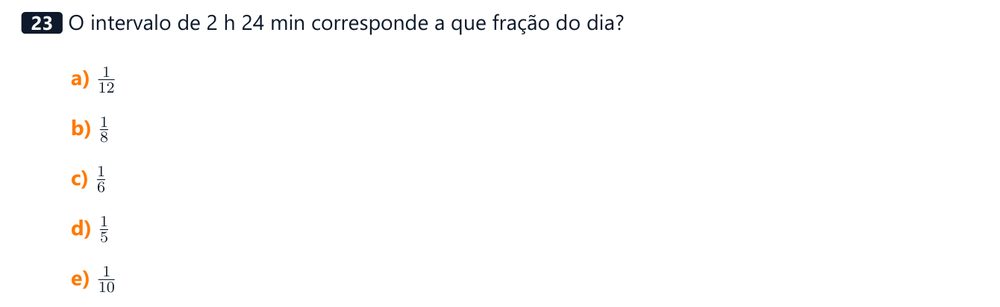 23 O intervalo de 2 h 24 min corresponde a que fração do dia?
a) 1/12
b) 1/8
c) 1/6
d) 1/5
e) 1/10